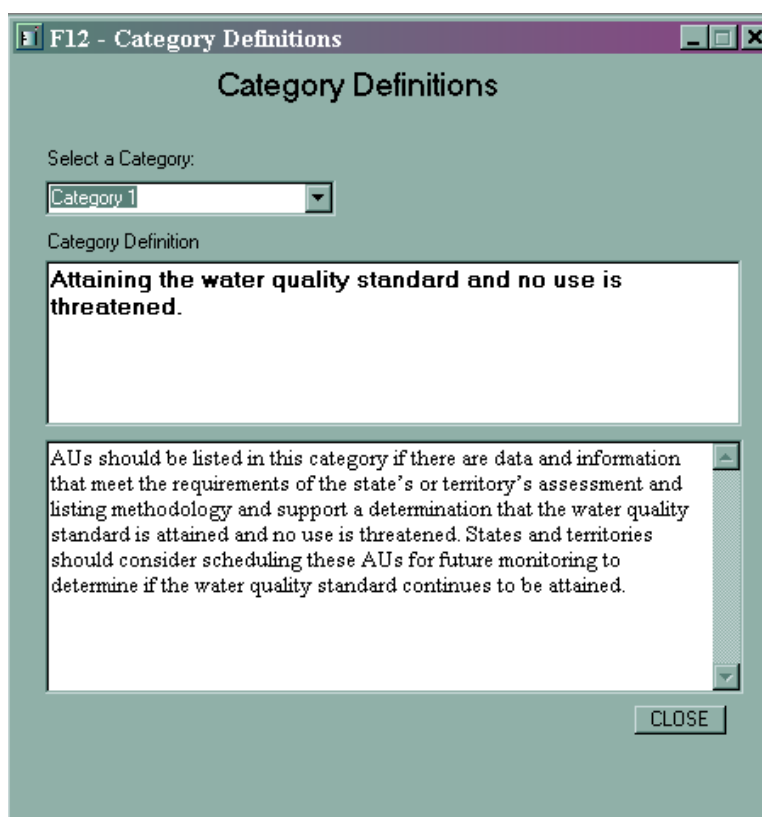 F12 - Category Definitions
Category Definitions
Select a Category:
Category 1
Category Definition
Attaining the water quality standard and no use is
threatened.
AUs should be listed in this category if there are data and information
that meet the requirements of the state's or territory's assessment and
listing methodology and support a determination that the water quality
standard is attained and no use is threatened. States and territories
should consider scheduling these AUs for future monitoring to
determine if the water quality standard continues to be attained.
CLOSE